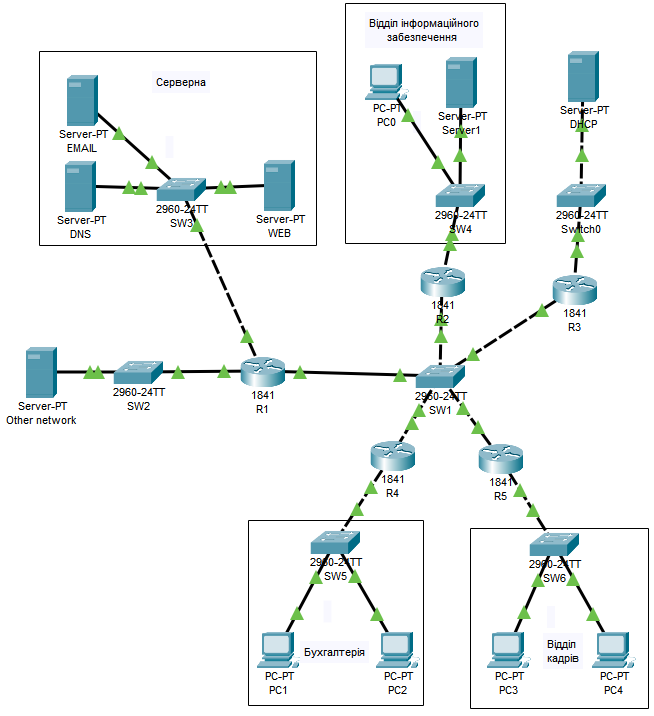 Відділ інформаційного
забезпечення
Серверна
Server-PT
EMAIL
PC-PT
PC0
Server-PT
Server1
Server-PT
DHCP
Server-PT
DNS
2960-24TT
SW3
Server-PT
WEB
2960-24TT
SW4
2960-24TT
Switch0
1841
R2
1841
R3
Server-PT
Other network
2960-24TT
SW2
1841
R1
2960-24TT
SW1
1841
R4
1841
R5
2960-24TT
SW5
2960-24TT
SW6
PC-PT
PC1
Бухгалтерія
PC-PT
PC2
PC-PT
PC3
Відділ
кадрів
PC-PT
PC4